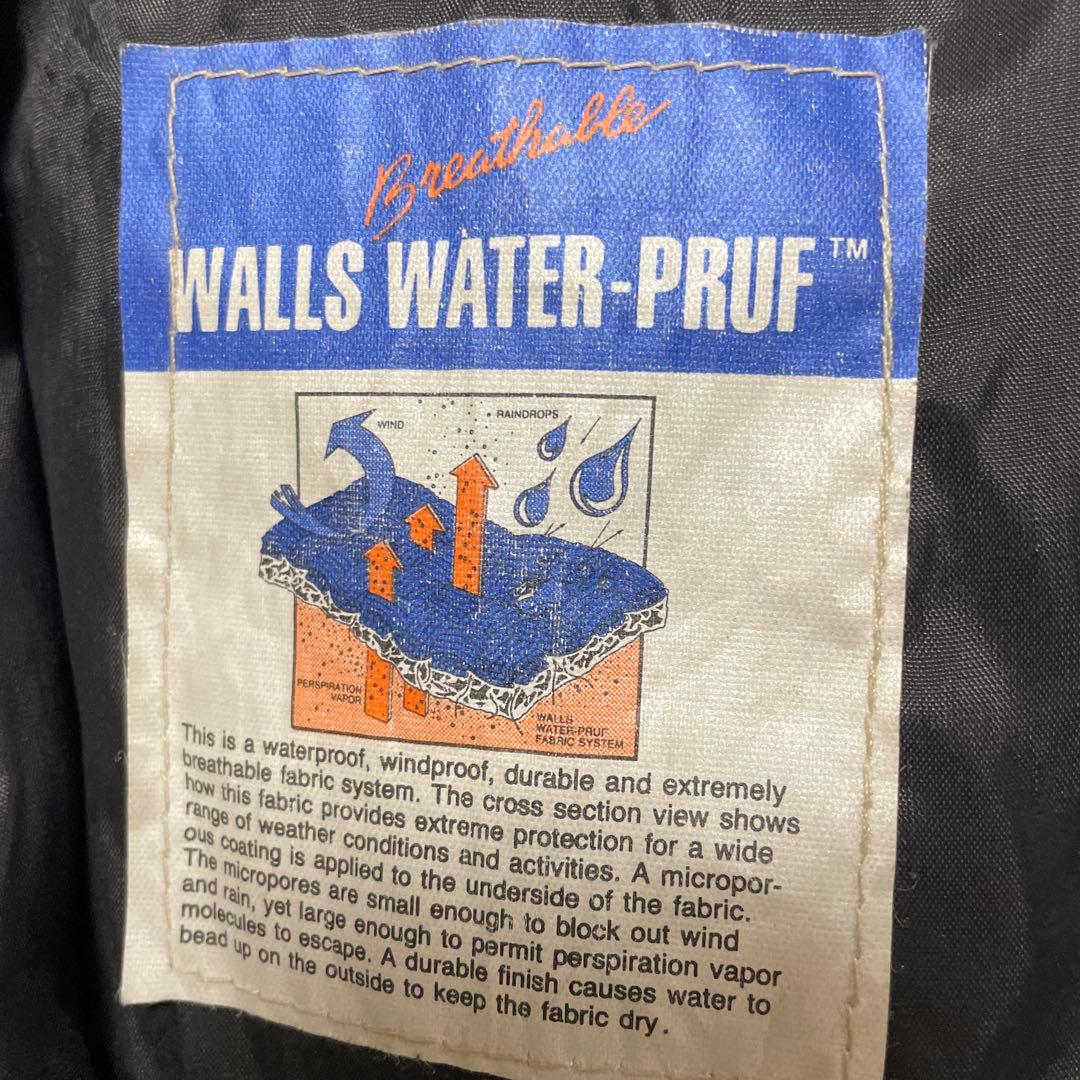 Breathable
WALLS WATER-PRUF™
WIND
RAINDROPS
PERSPIRATION
VAPOR
WALLS
WATER-PRUF
FABRIC SYSTEM
This is a waterproof, windproof, durable and extremely
breathable fabric system. The cross section view shows
how this fabric provides extreme protection for a wide
range of weather conditions and activities. A micropor-
ous coating is applied to the underside of the fabric.
The micropores are small enough to block out wind
and rain, yet large enough to permit perspiration vapor
molecules to escape. A durable finish causes water to
bead up on the outside to keep the fabric dry.